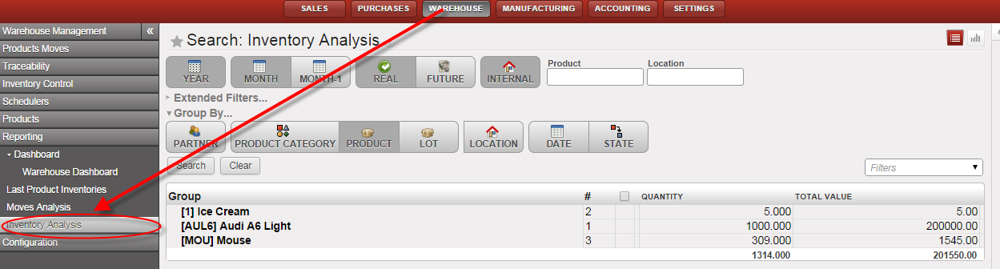 SALES PURCHASES WAREHOUSE MANUFACTURING ACCOUNTING SETTINGS
Warehouse Management «
Products Moves
Traceability
Inventory Control
Schedulers
Products
Reporting
Dashboard
Warehouse Dashboard
Last Product Inventories
Moves Analysis
Inventory Analysis
Configuration
Search: Inventory Analysis
YEAR MONTH MONTH-1 REAL FUTURE INTERNAL
Product Location
Extended Filters...
Group By...
PARTNER PRODUCT CATEGORY PRODUCT LOT LOCATION DATE STATE
Search Clear
Filters
Group # QUANTITY TOTAL VALUE
[1] Ice Cream 2 5.000 5.00
[AUL6] Audi A6 Light 1 1000.000 200000.00
[MOU] Mouse 3 309.000 1545.00
1314.000 201550.00